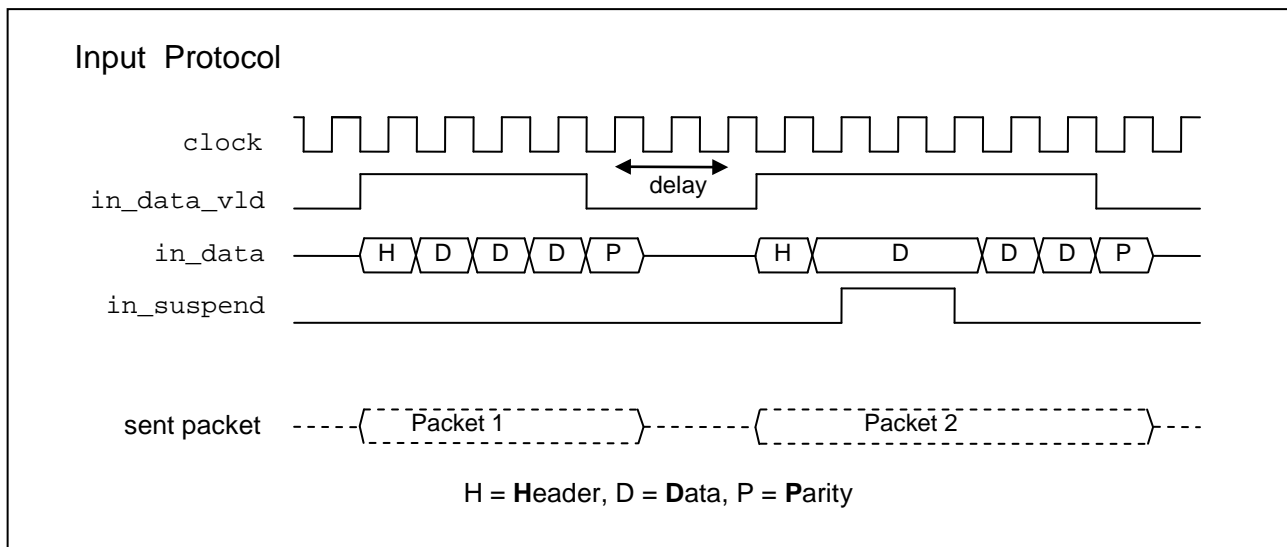 Input Protocol
clock
delay
in_data_vld
in_data H D D D P H D D D P
in_suspend
sent packet Packet 1 Packet 2
H = Header, D = Data, P = Parity